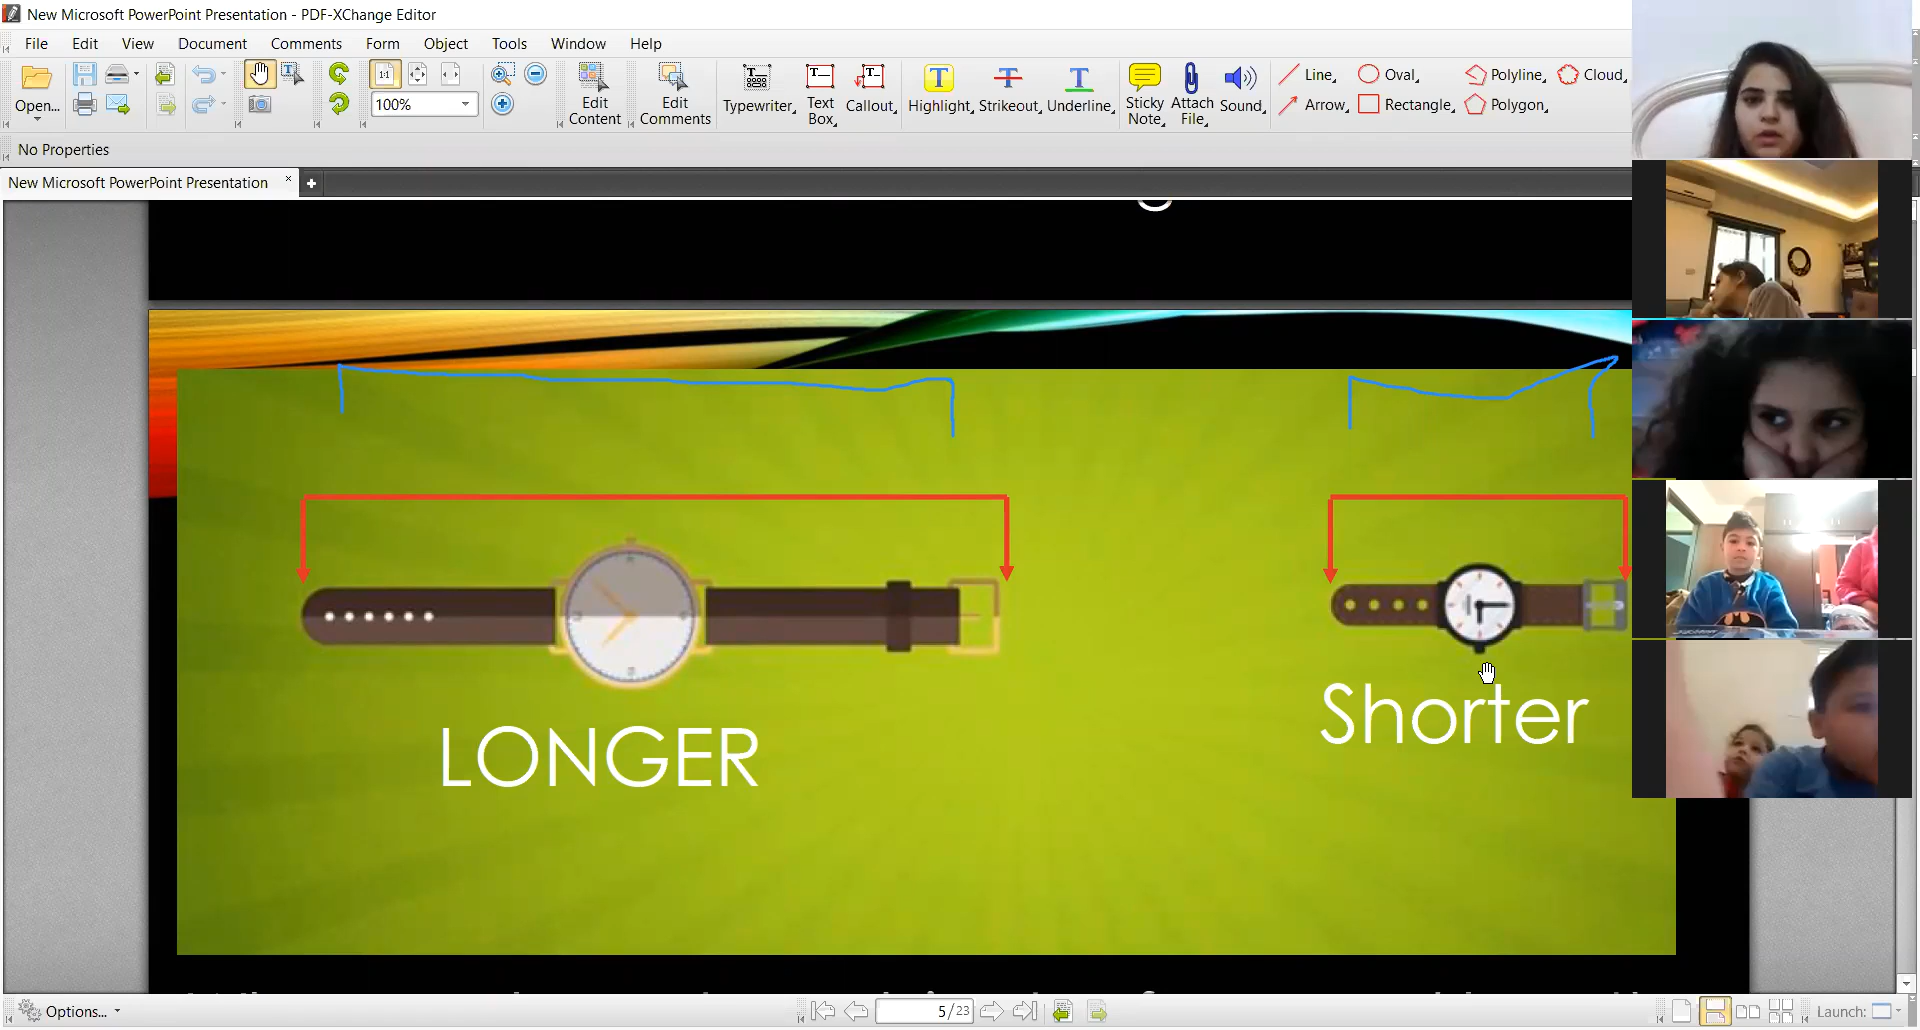 New Microsoft PowerPoint Presentation - PDF-XChange Editor
File Edit View Document Comments Form Object Tools Window Help
Open...
1:1
100%
Edit Content
Edit Comments
Typewriter
Text Box
Callout
Highlight
Strikeout
Underline
Sticky Note
Attach File
Sound
Line
Arrow
Oval
Rectangle
Polyline
Polygon
Cloud
No Properties
New Microsoft PowerPoint Presentation
LONGER
Shorter
Options...
5/23
Launch: